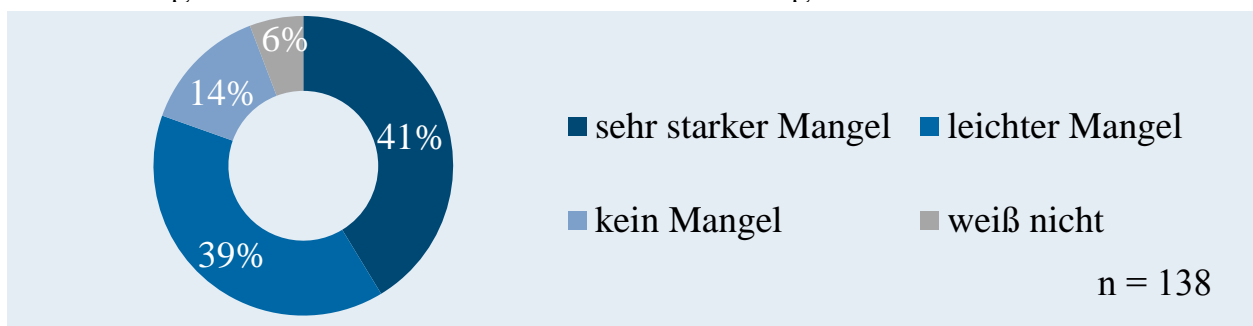 6%
14%
41%
39%
sehr starker Mangel
leichter Mangel
kein Mangel
weiß nicht
n = 138